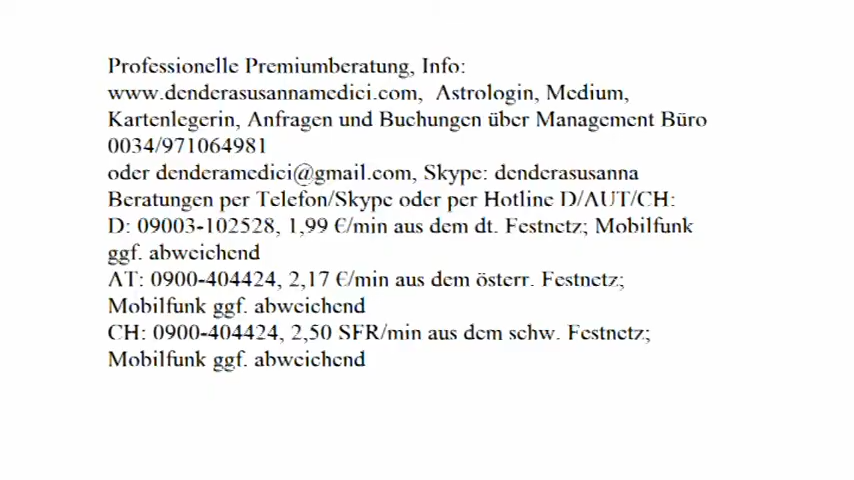 Professionelle Premiumberatung, Info:
www.denderasusannamedici.com,  Astrologin, Medium,
Kartenlegerin, Anfragen und Buchungen über Management Büro
0034/971064981
oder denderamedici@gmail.com, Skype: denderasusanna
Beratungen per Telefon/Skype oder per Hotline D/AUT/CH:
D: 09003-102528, 1,99 €/min aus dem dt. Festnetz; Mobilfunk
ggf. abweichend
AT: 0900-404424, 2,17 €/min aus dem österr. Festnetz;
Mobilfunk ggf. abweichend
CH: 0900-404424, 2,50 SFR/min aus dem schw. Festnetz;
Mobilfunk ggf. abweichend